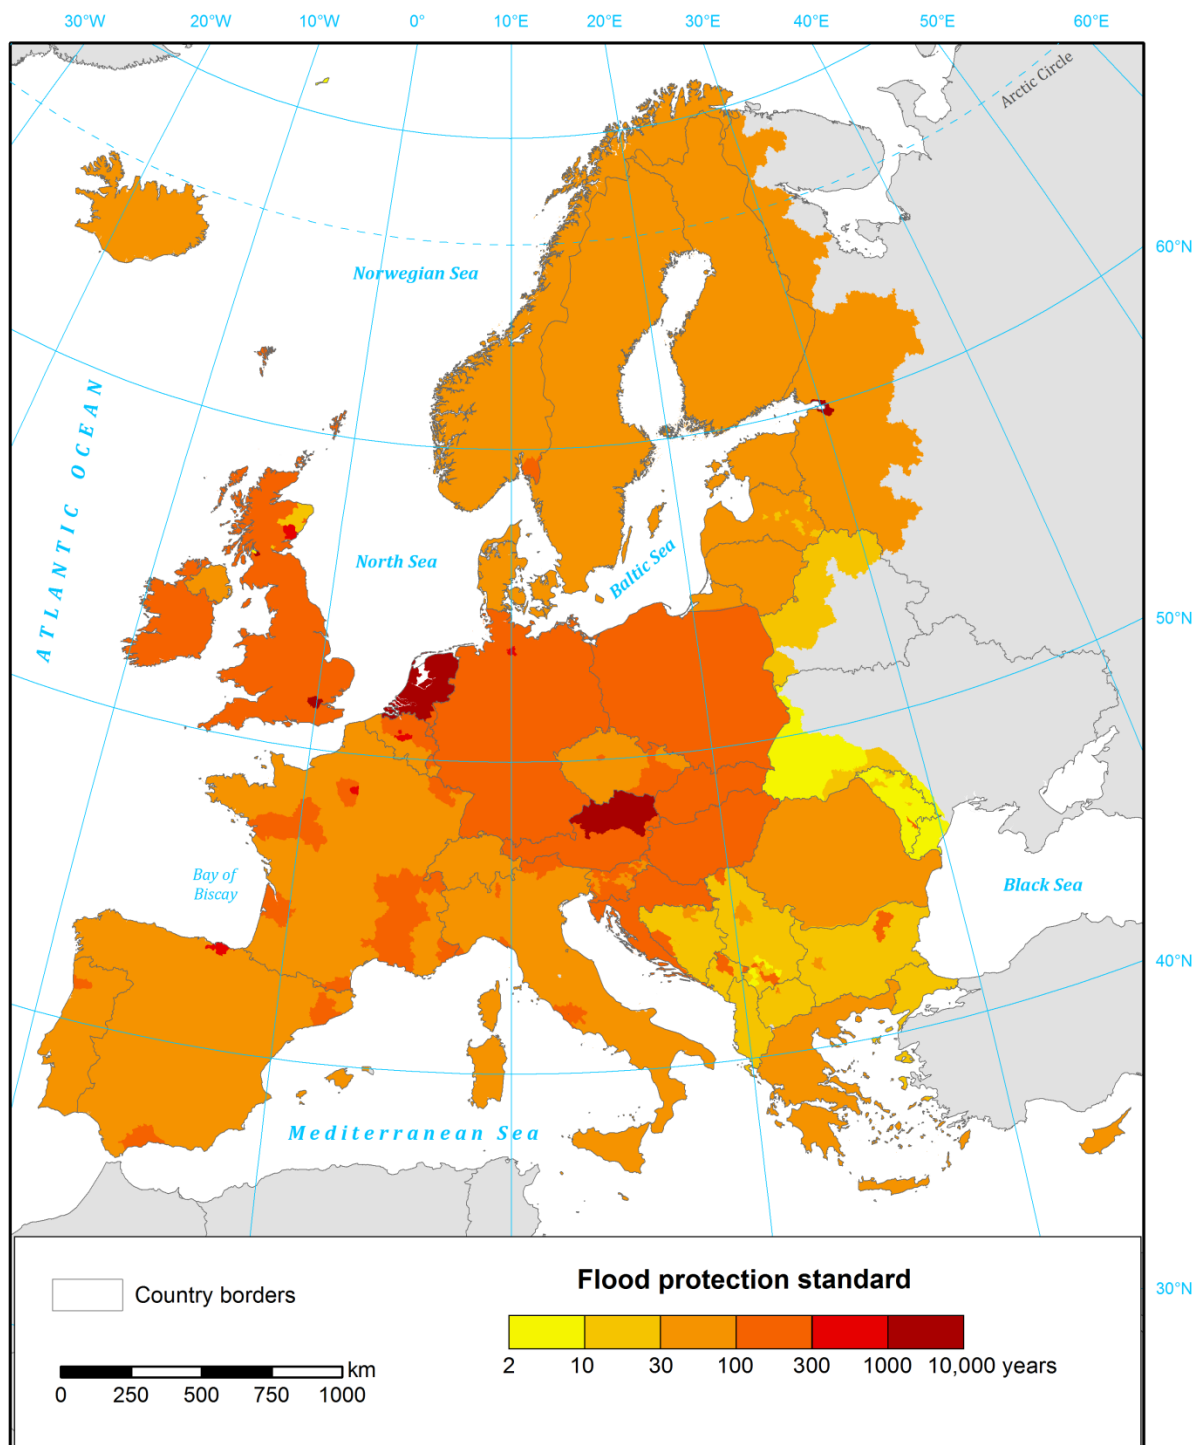 30°W 20°W 10°W 0° 10°E 20°E 30°E 40°E 50°E 60°E
Arctic Circle
60°N
Norwegian Sea
ATLANTIC OCEAN
North Sea
Baltic Sea
50°N
Bay of
Biscay
Black Sea
40°N
Mediterranean Sea
Flood protection standard
Country borders
30°N
2 10 30 100 300 1000 10,000 years
km
0 250 500 750 1000